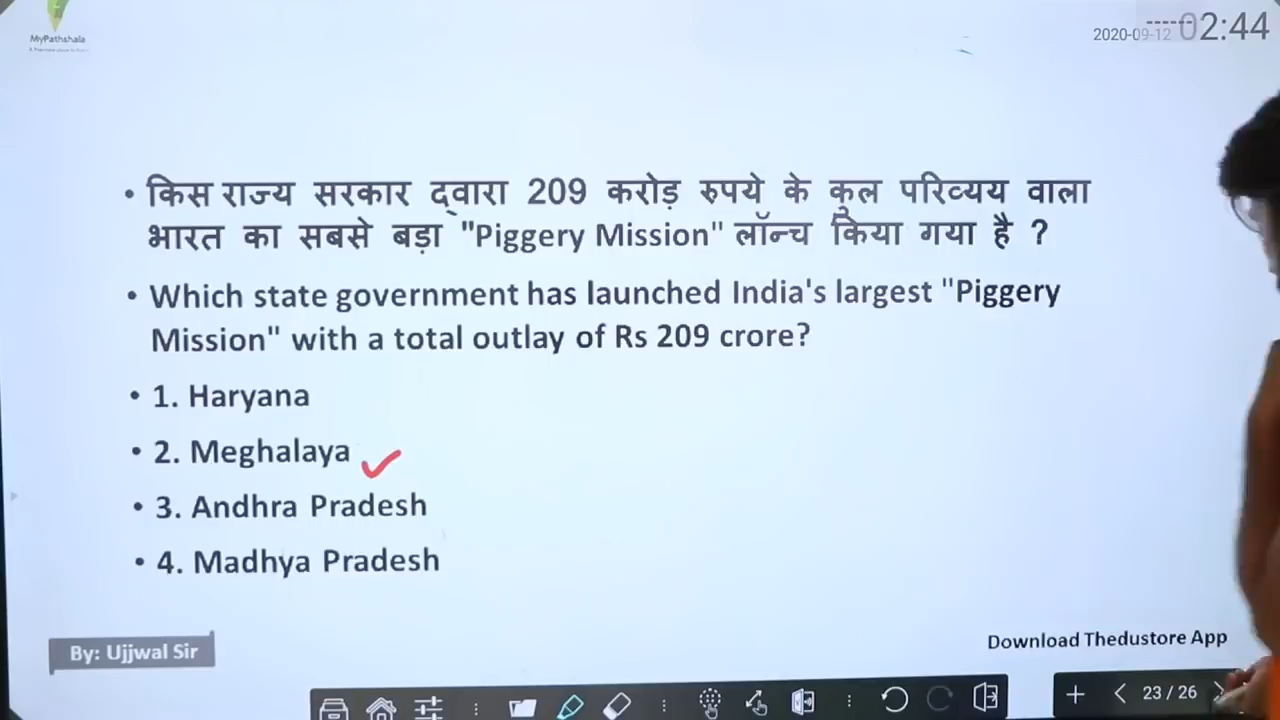 MyPathshala
2020-09-12 02:44
• किस राज्य सरकार द्वारा 209 करोड़ रुपये के कुल परिव्यय वाला
भारत का सबसे बड़ा "Piggery Mission" लॉन्च किया गया है ?
• Which state government has launched India's largest "Piggery
Mission" with a total outlay of Rs 209 crore?
• 1. Haryana
• 2. Meghalaya
• 3. Andhra Pradesh
• 4. Madhya Pradesh
By: Ujjwal Sir
Download Thedustore App
23 / 26